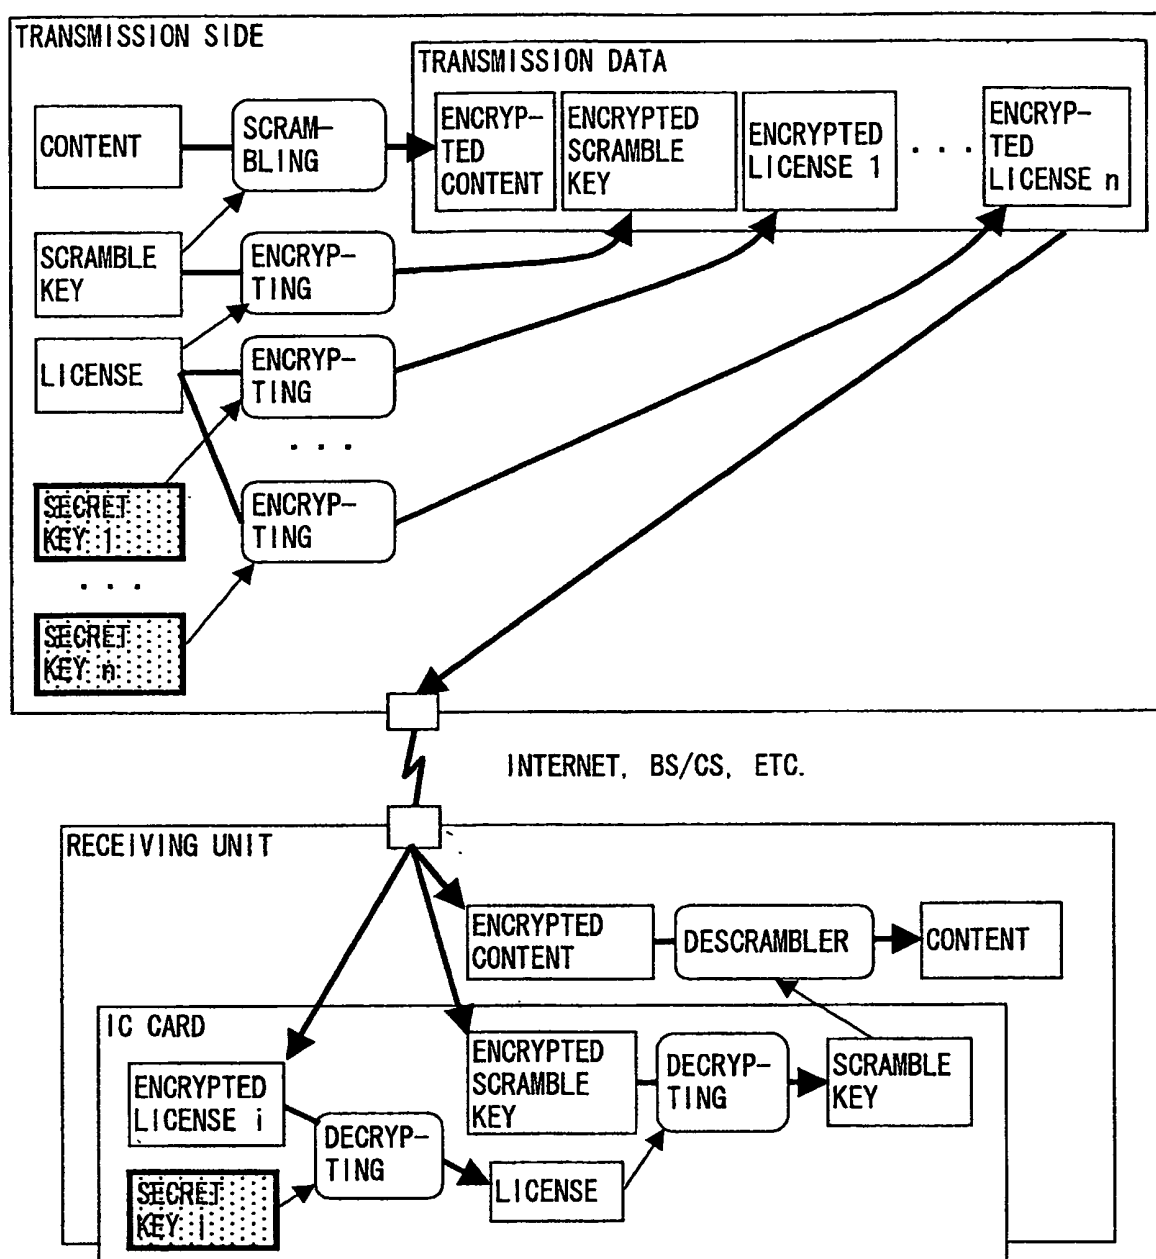 TRANSMISSION SIDE
TRANSMISSION DATA
CONTENT
SCRAM-
BLING
ENCRYP-
TED
CONTENT
ENCRYPTED
SCRAMBLE
KEY
ENCRYPTED
LICENSE 1
. . .
ENCRYP-
TED
LICENSE n
SCRAMBLE
KEY
ENCRYP-
TING
LICENSE
ENCRYP-
TING
. . .
SECRET
KEY 1
ENCRYP-
TING
. . .
SECRET
KEY n
INTERNET, BS/CS, ETC.
RECEIVING UNIT
ENCRYPTED
CONTENT
DESCRAMBLER
CONTENT
IC CARD
ENCRYPTED
LICENSE i
ENCRYPTED
SCRAMBLE
KEY
DECRYP-
TING
SCRAMBLE
KEY
DECRYP-
TING
SECRET
KEY i
LICENSE